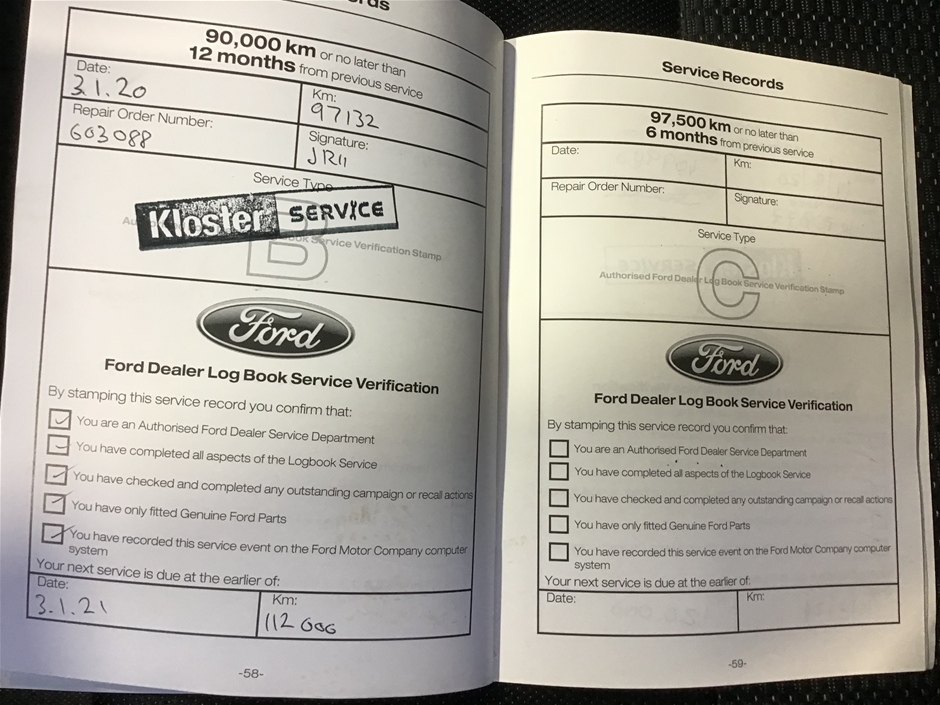 rds
90,000 km or no later than
12 months from previous service
Date:
3.1.20
Km:
97132
Repair Order Number:
603088
Signature:
Service Type
Kloster SERVICE
B
Book Service Verification Stamp
Ford
Ford Dealer Log Book Service Verification
By stamping this service record you confirm that:
You are an Authorised Ford Dealer Service Department
You have completed all aspects of the Logbook Service
You have checked and completed any outstanding campaign or recall actions
You have only fitted Genuine Ford Parts
You have recorded this service event on the Ford Motor Company computer
system
Your next service is due at the earlier of:
Date:
3.1.21
Km:
112 000
-58-
Service Records
97,500 km or no later than
6 months from previous service
Date:
Km:
Repair Order Number:
Signature:
Service Type
C
Authorised Ford Dealer Log Book Service Verification Stamp
Ford
Ford Dealer Log Book Service Verification
By stamping this service record you confirm that:
You are an Authorised Ford Dealer Service Department
You have completed all aspects of the Logbook Service
You have checked and completed any outstanding campaign or recall actions
You have only fitted Genuine Ford Parts
You have recorded this service event on the Ford Motor Company computer
system
Your next service is due at the earlier of:
Date:
Km:
-59-